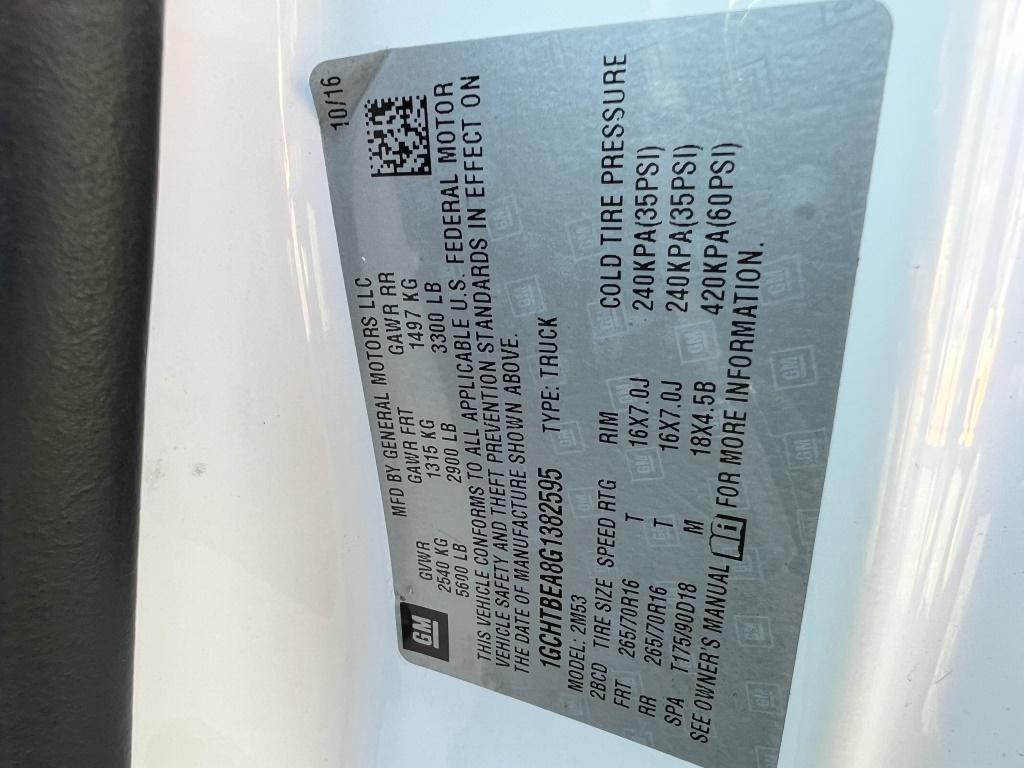 10/16
GM
MFD BY GENERAL MOTORS LLC
GVWR GAWR FRT GAWR RR
2540 KG 1315 KG 1497 KG
5600 LB 2900 LB 3300 LB
THIS VEHICLE CONFORMS TO ALL APPLICABLE U.S. FEDERAL MOTOR
VEHICLE SAFETY AND THEFT PREVENTION STANDARDS IN EFFECT ON
THE DATE OF MANUFACTURE SHOWN ABOVE.
1GCHTBEA8G1382595 TYPE: TRUCK
MODEL: 2M53
2BCD TIRE SIZE SPEED RTG RIM COLD TIRE PRESSURE
FRT 265/70R16 T 16X7.0J 240KPA(35PSI)
RR 265/70R16 T 16X7.0J 240KPA(35PSI)
SPA T175/90D18 M 18X4.5B 420KPA(60PSI)
SEE OWNER'S MANUAL FOR MORE INFORMATION.